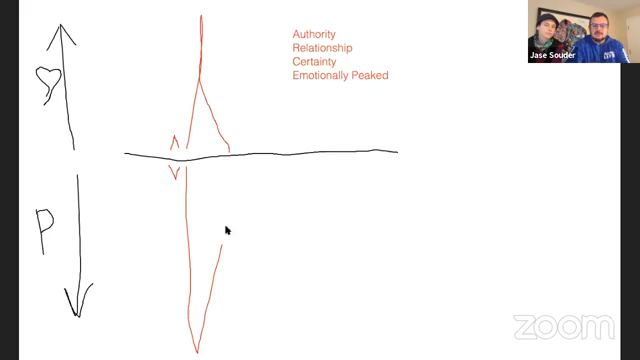 Authority
Relationship
Certainty
Emotionally Peaked
Jase Souder
P
zoom